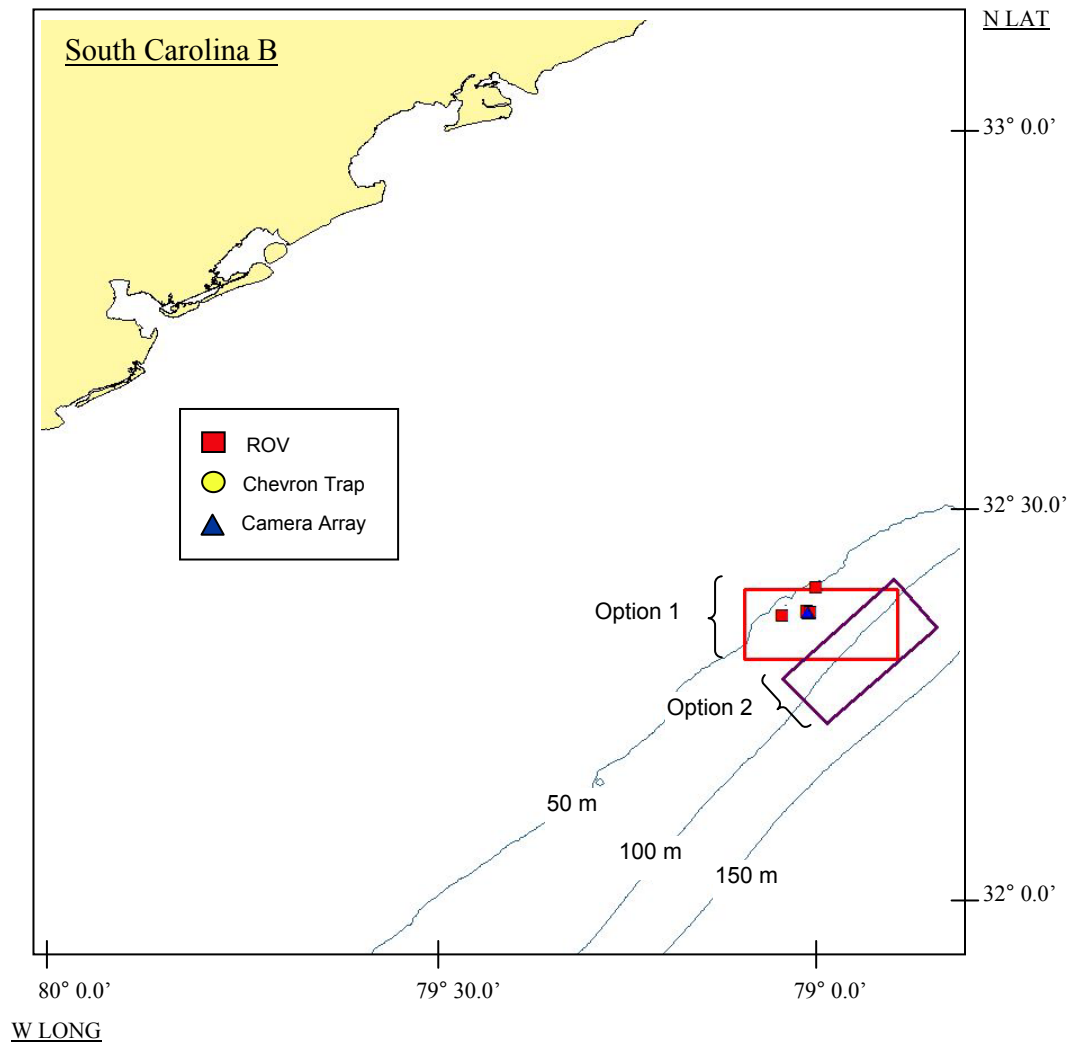 N LAT
South Carolina B
33° 0.0’
ROV
Chevron Trap
Camera Array
32° 30.0’
Option 1
Option 2
50 m
100 m
150 m
32° 0.0’
80° 0.0’
79° 30.0’
79° 0.0’
W LONG